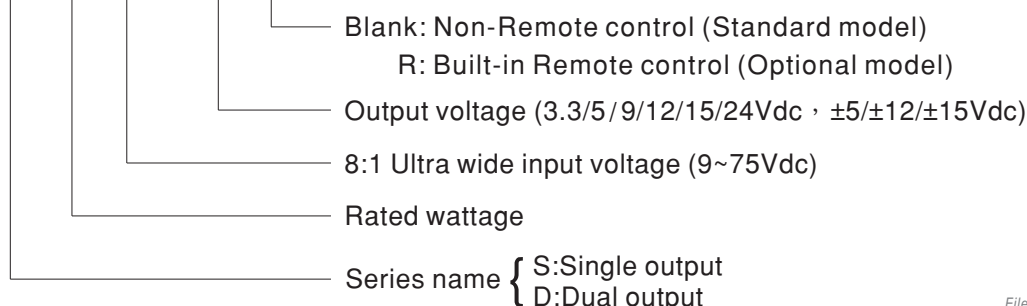 Blank: Non-Remote control (Standard model)
R: Built-in Remote control (Optional model)
Output voltage (3.3/5/9/12/15/24Vdc，±5/±12/±15Vdc)
8:1 Ultra wide input voltage (9~75Vdc)
Rated wattage
Series name { S:Single output
D:Dual output
File